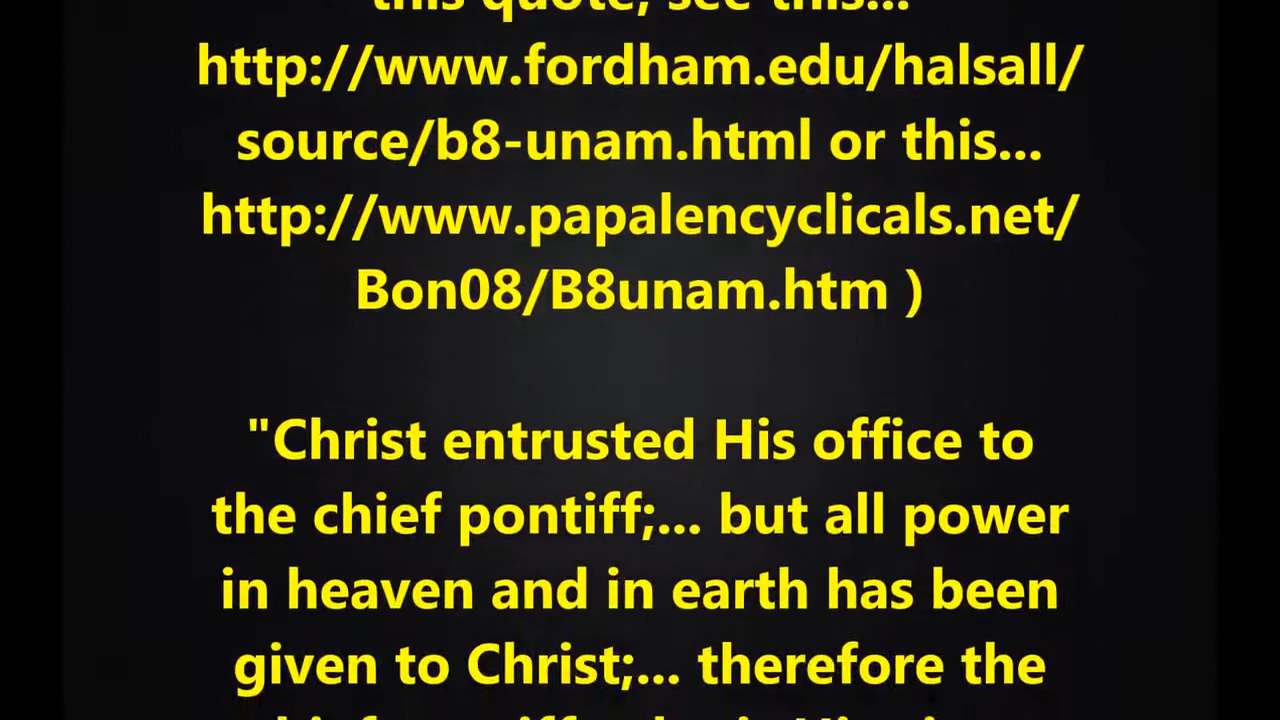 this quote, see this...
http://www.fordham.edu/halsall/
source/b8-unam.html or this...
http://www.papalencyclicals.net/
Bon08/B8unam.htm )
"Christ entrusted His office to
the chief pontiff;... but all power
in heaven and in earth has been
given to Christ;... therefore the